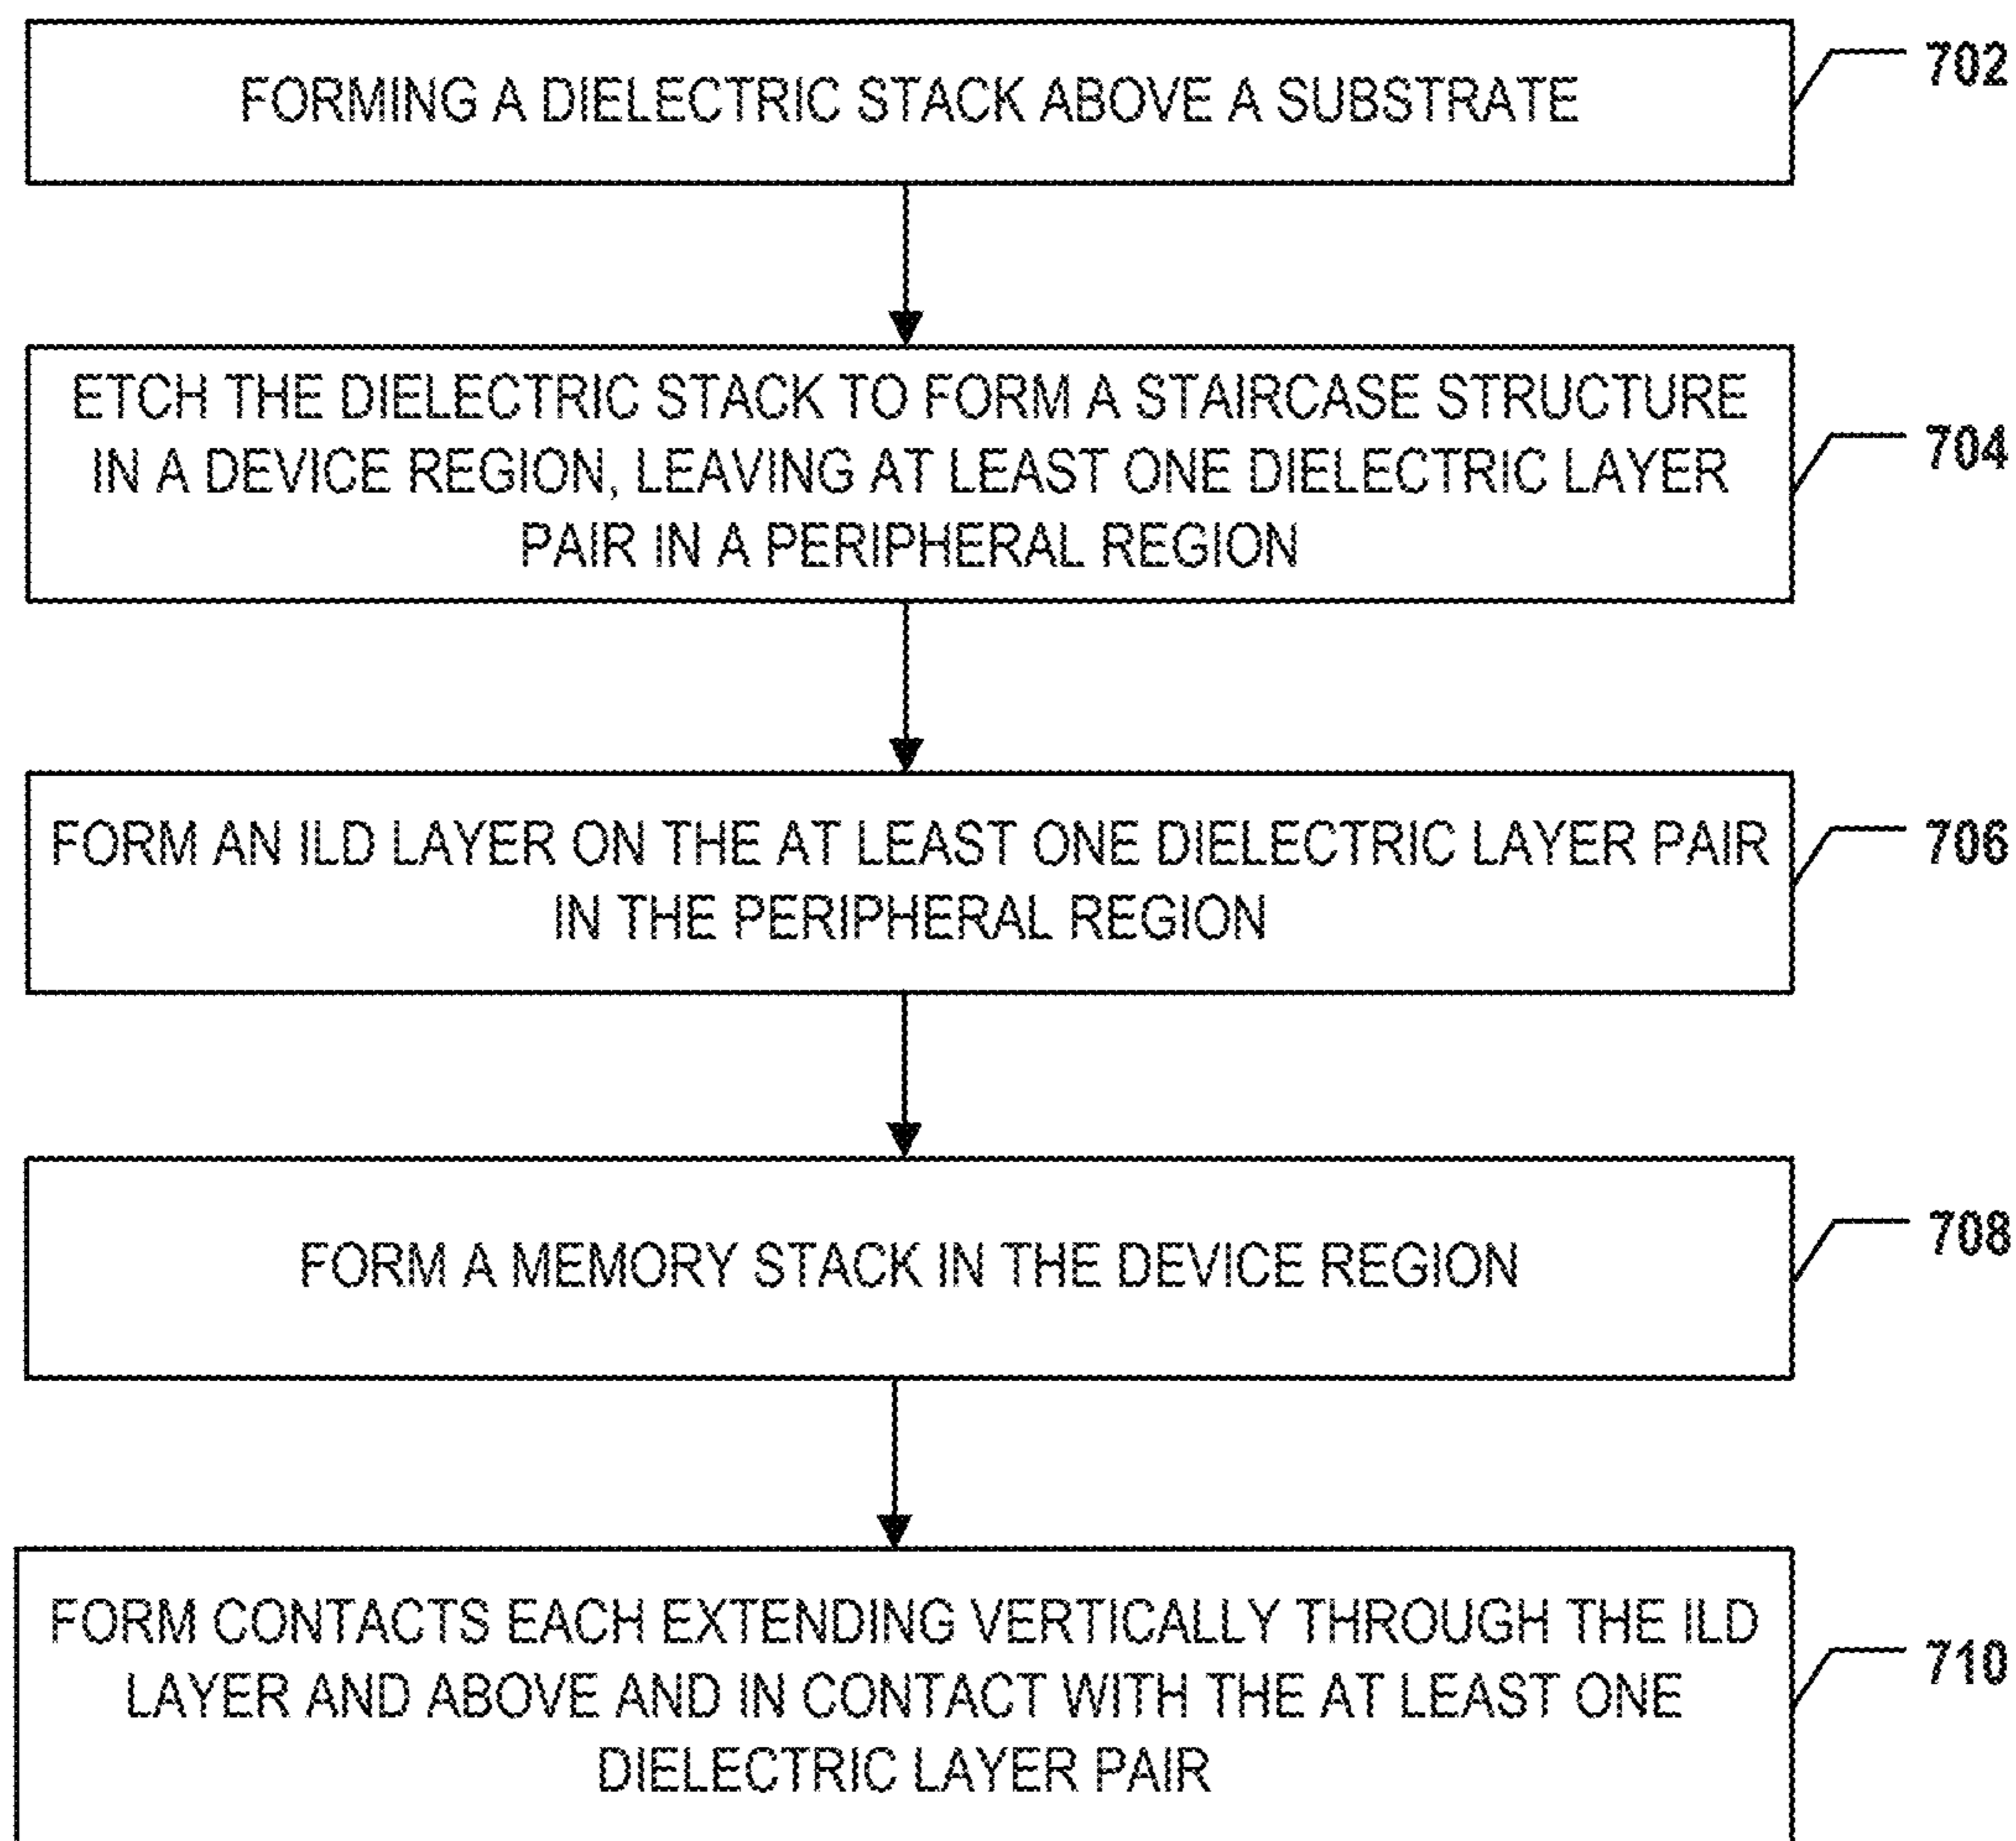 FORMING A DIELECTRIC STACK ABOVE A SUBSTRATE
702
ETCH THE DIELECTRIC STACK TO FORM A STAIRCASE STRUCTURE
IN A DEVICE REGION, LEAVING AT LEAST ONE DIELECTRIC LAYER
PAIR IN A PERIPHERAL REGION
704
FORM AN ILD LAYER ON THE AT LEAST ONE DIELECTRIC LAYER PAIR
IN THE PERIPHERAL REGION
706
FORM A MEMORY STACK IN THE DEVICE REGION
708
FORM CONTACTS EACH EXTENDING VERTICALLY THROUGH THE ILD
LAYER AND ABOVE AND IN CONTACT WITH THE AT LEAST ONE
DIELECTRIC LAYER PAIR
710